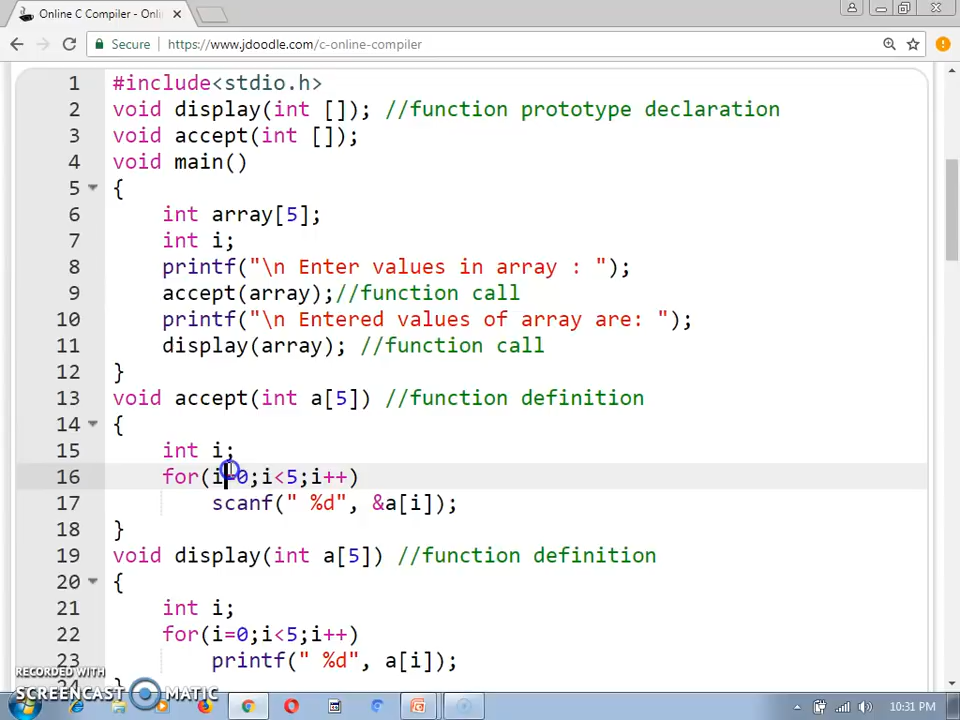 Online C Compiler - Onli
Secure https://www.jdoodle.com/c-online-compiler
1 #include<stdio.h>
2 void display(int []); //function prototype declaration
3 void accept(int []);
4 void main()
5 {
6 int array[5];
7 int i;
8 printf("\n Enter values in array : ");
9 accept(array);//function call
10 printf("\n Entered values of array are: ");
11 display(array); //function call
12 }
13 void accept(int a[5]) //function definition
14 {
15 int i;
16 for(i=0;i<5;i++)
17 scanf(" %d", &a[i]);
18 }
19 void display(int a[5]) //function definition
20 {
21 int i;
22 for(i=0;i<5;i++)
23 printf(" %d", a[i]);
24 }
RECORDED WITH
SCREENCAST MATIC
10:31 PM